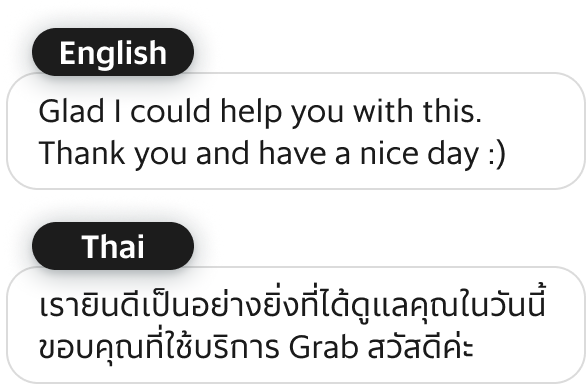 English
Glad I could help you with this.
Thank you and have a nice day :)
Thai
เรายินดีเป็นอย่างยิ่งที่ได้ดูแลคุณในวันนี้
ขอบคุณที่ใช้บริการ Grab สวัสดีค่ะ